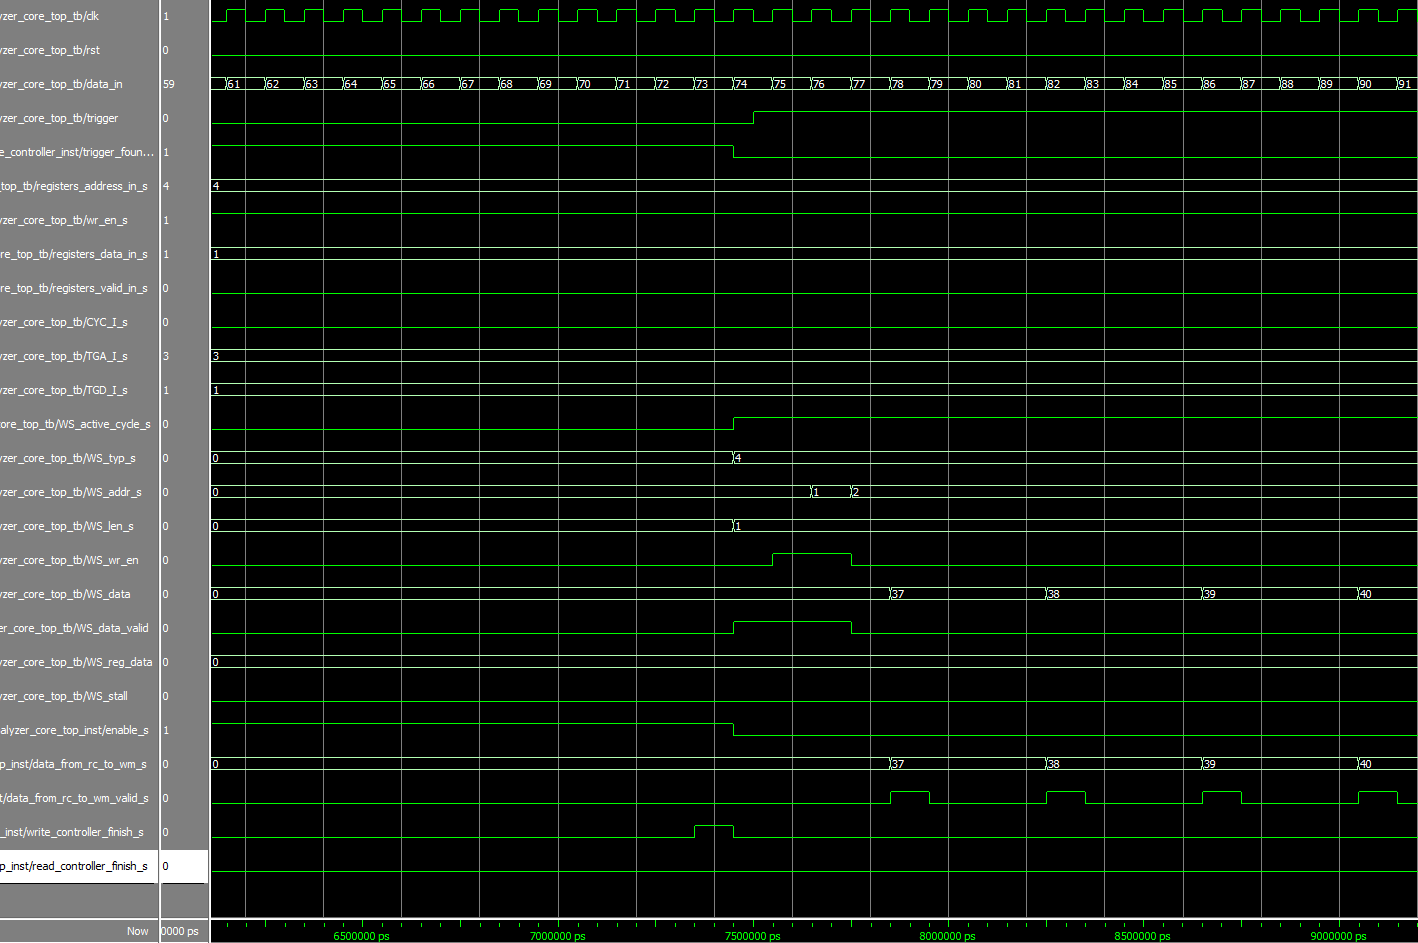 yzer_core_top_tb/clk 1
yzer_core_top_tb/rst 0
yzer_core_top_tb/data_in 59 61 62 63 64 65 66 67 68 69 70 71 72 73 74 75 76 77 78 79 80 81 82 83 84 85 86 87 88 89 90 91
yzer_core_top_tb/trigger 0
e_controller_inst/trigger_foun... 1
top_tb/registers_address_in_s 4 4
yzer_core_top_tb/wr_en_s 1
re_top_tb/registers_data_in_s 1 1
re_top_tb/registers_valid_in_s 0
yzer_core_top_tb/CYC_I_s 0
yzer_core_top_tb/TGA_I_s 3 3
yzer_core_top_tb/TGD_I_s 1 1
ore_top_tb/WS_active_cycle_s 0
yzer_core_top_tb/WS_typ_s 0 0 4
yzer_core_top_tb/WS_addr_s 0 0 1 2
yzer_core_top_tb/WS_len_s 0 0 1
yzer_core_top_tb/WS_wr_en 0
yzer_core_top_tb/WS_data 0 0 37 38 39 40
er_core_top_tb/WS_data_valid 0
yzer_core_top_tb/WS_reg_data 0 0
yzer_core_top_tb/WS_stall 0
alyzer_core_top_inst/enable_s 1
p_inst/data_from_rc_to_wm_s 0 0 37 38 39 40
t/data_from_rc_to_wm_valid_s 0
_inst/write_controller_finish_s 0
p_inst/read_controller_finish_s 0
Now 0000 ps 6500000 ps 7000000 ps 7500000 ps 8000000 ps 8500000 ps 9000000 ps